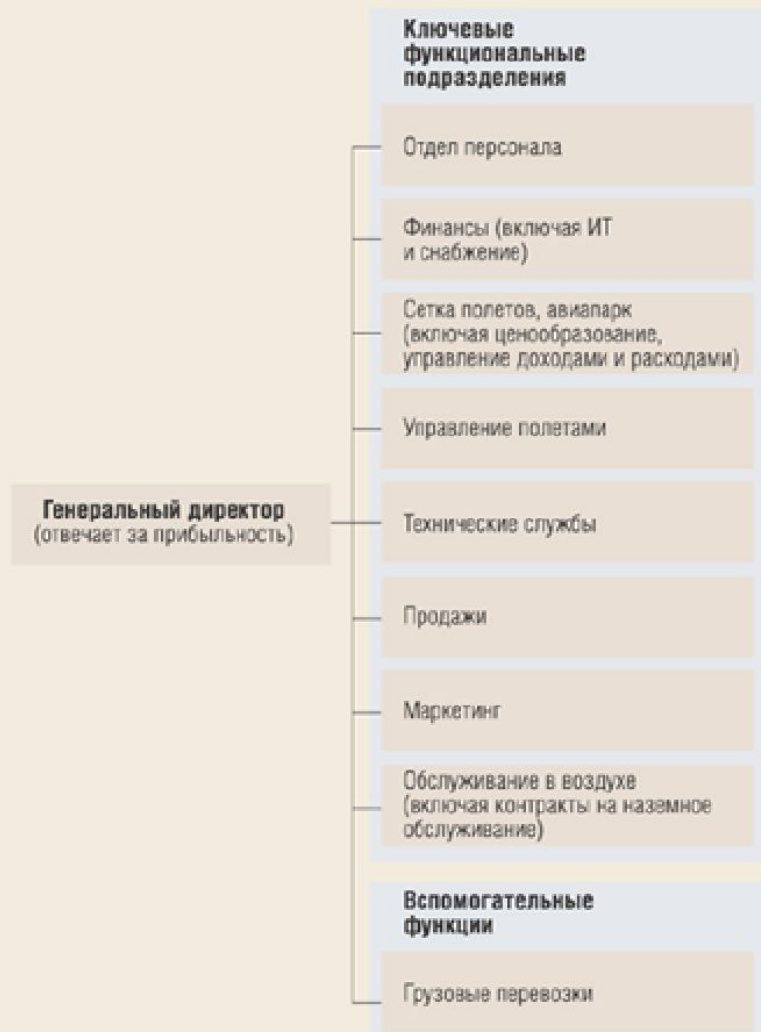 Ключевые
функциональные
подразделения
Отдел персонала
Финансы (включая ИТ
и снабжение)
Сетка полетов, авиапарк
(включая ценообразование,
управление доходами и расходами)
Управление полетами
Генеральный директор
(отвечает за прибыльность)
Технические службы
Продажи
Маркетинг
Обслуживание в воздухе
(включая контракты на наземное
обслуживание)
Вспомогательные
функции
Грузовые перевозки